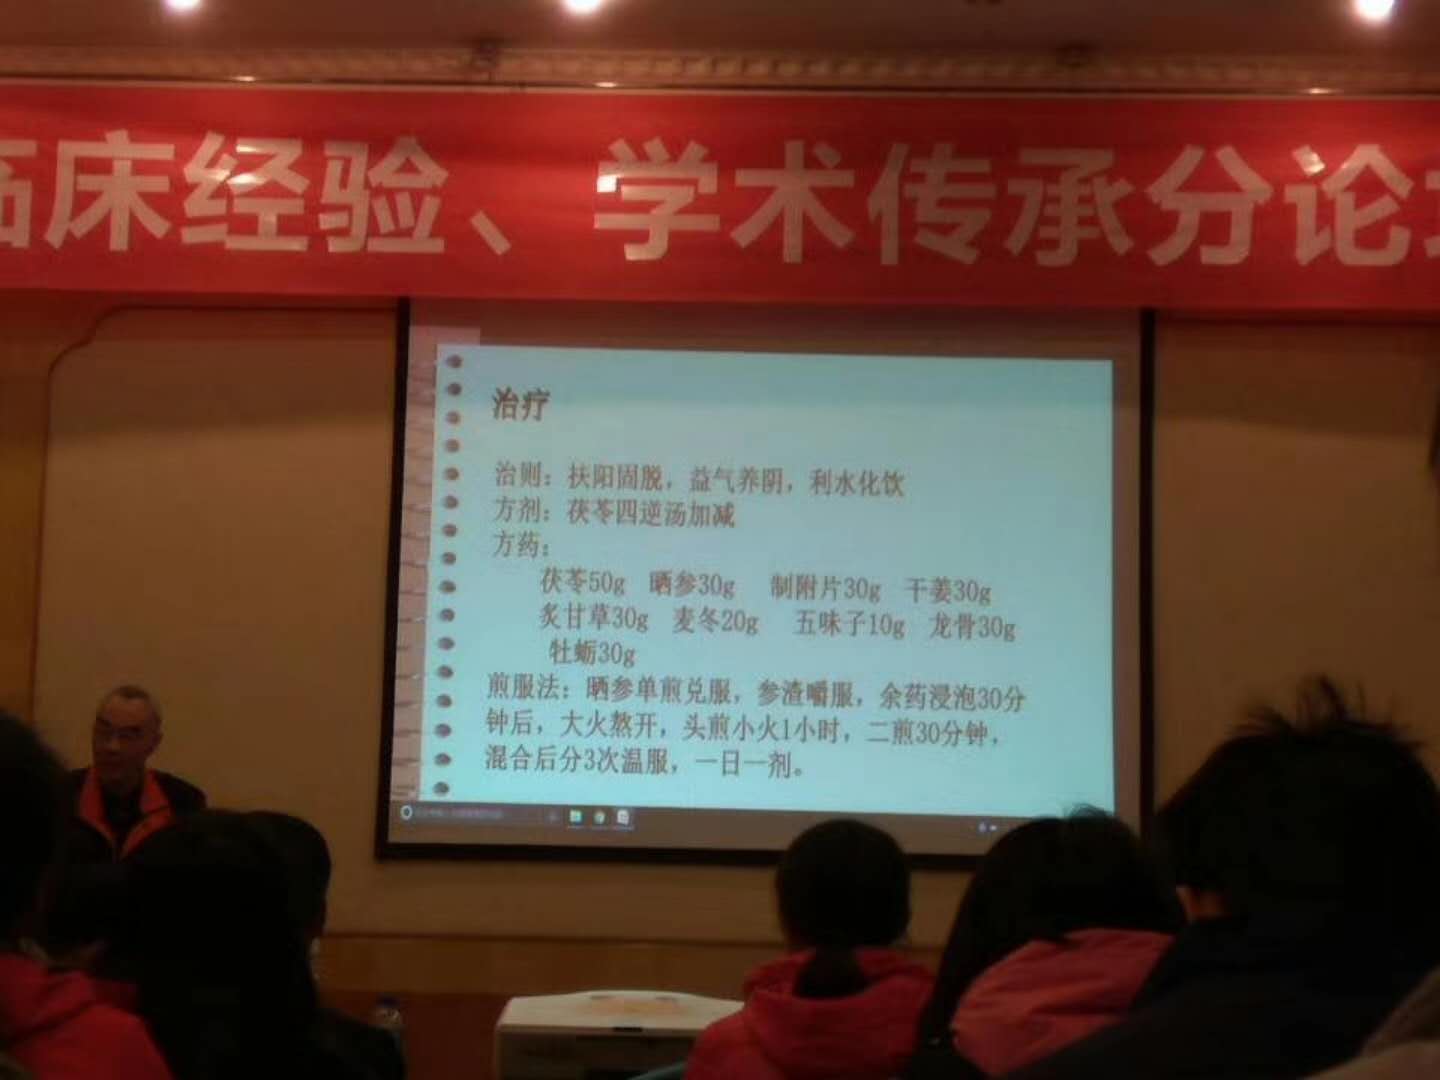 临床经验、学术传承分论坛
治疗
治则：扶阳固脱，益气养阴，利水化饮
方剂：茯苓四逆汤加减
方药：
茯苓50g 晒参30g 制附片30g 干姜30g
炙甘草30g 麦冬20g 五味子10g 龙骨30g
牡蛎30g
煎服法：晒参单煎兑服，参渣嚼服，余药浸泡30分
钟后，大火熬开，头煎小火1小时，二煎30分钟，
混合后分3次温服，一日一剂。